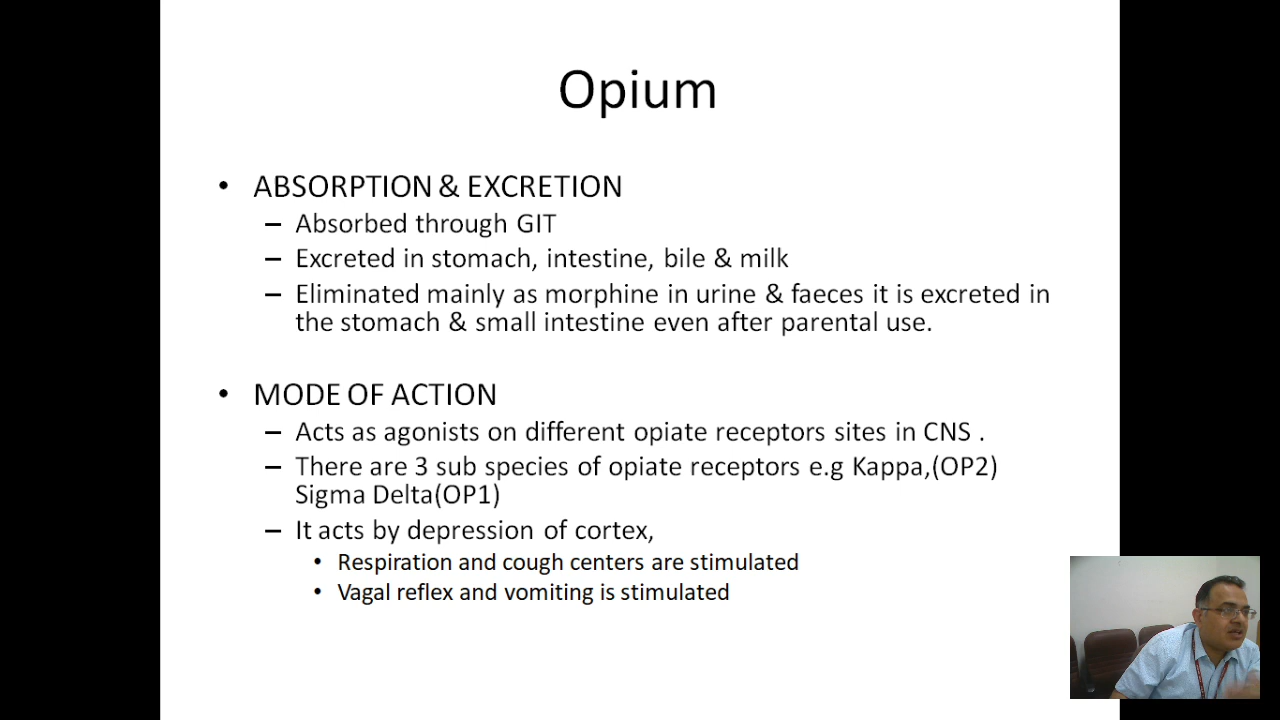 Opium
• ABSORPTION & EXCRETION
– Absorbed through GIT
– Excreted in stomach, intestine, bile & milk
– Eliminated mainly as morphine in urine & faeces it is excreted in
the stomach & small intestine even after parental use.
• MODE OF ACTION
– Acts as agonists on different opiate receptors sites in CNS .
– There are 3 sub species of opiate receptors e.g Kappa,(OP2)
Sigma Delta(OP1)
– It acts by depression of cortex,
• Respiration and cough centers are stimulated
• Vagal reflex and vomiting is stimulated